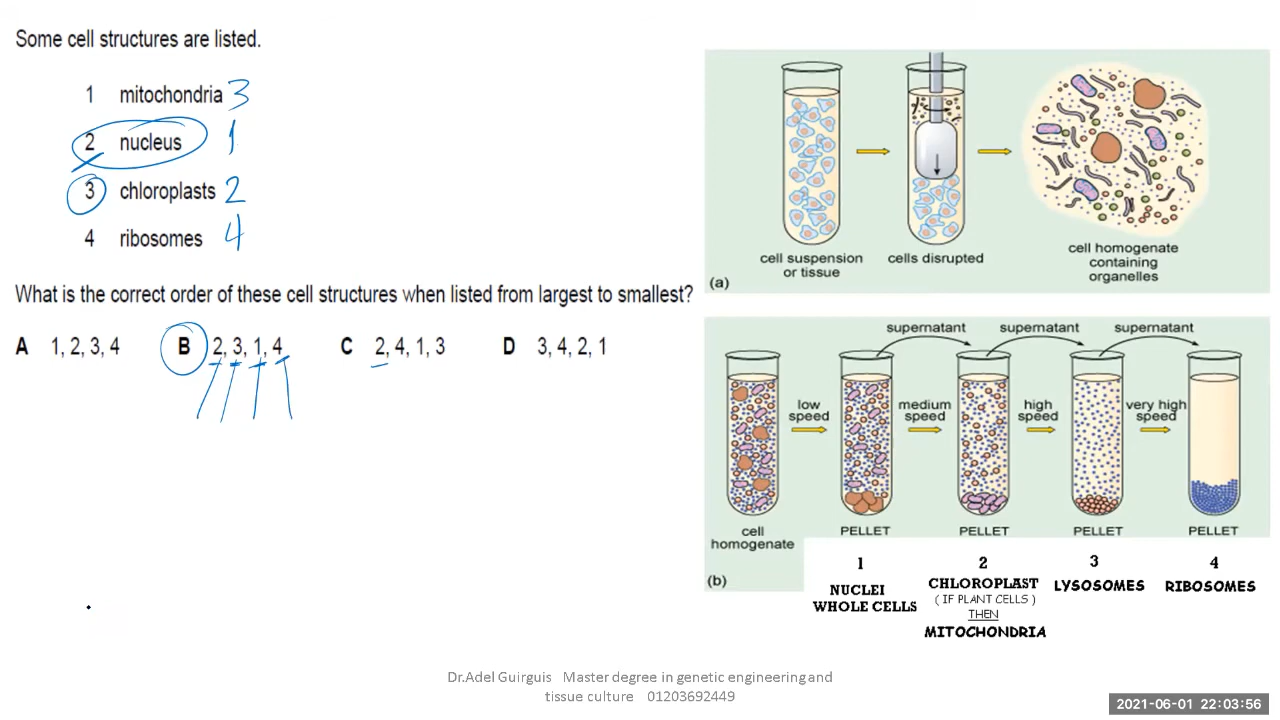 Some cell structures are listed.
1 mitochondria 3
2 nucleus 1
3 chloroplasts 2
4 ribosomes 4
What is the correct order of these cell structures when listed from largest to smallest?
A 1, 2, 3, 4 B 2, 3, 1, 4 C 2, 4, 1, 3 D 3, 4, 2, 1
cell suspension
or tissue
cells disrupted
cell homogenate
containing
organelles
(a)
supernatant supernatant supernatant
low
speed
medium
speed
high
speed
very high
speed
cell
homogenate
PELLET PELLET PELLET PELLET
(b)
1
NUCLEI
WHOLE CELLS
2
CHLOROPLAST
( IF PLANT CELLS )
THEN
MITOCHONDRIA
3
LYSOSOMES
4
RIBOSOMES
Dr.Adel Guirguis Master degree in genetic engineering and
tissue culture 01203692449
2021-06-01 22:03:56